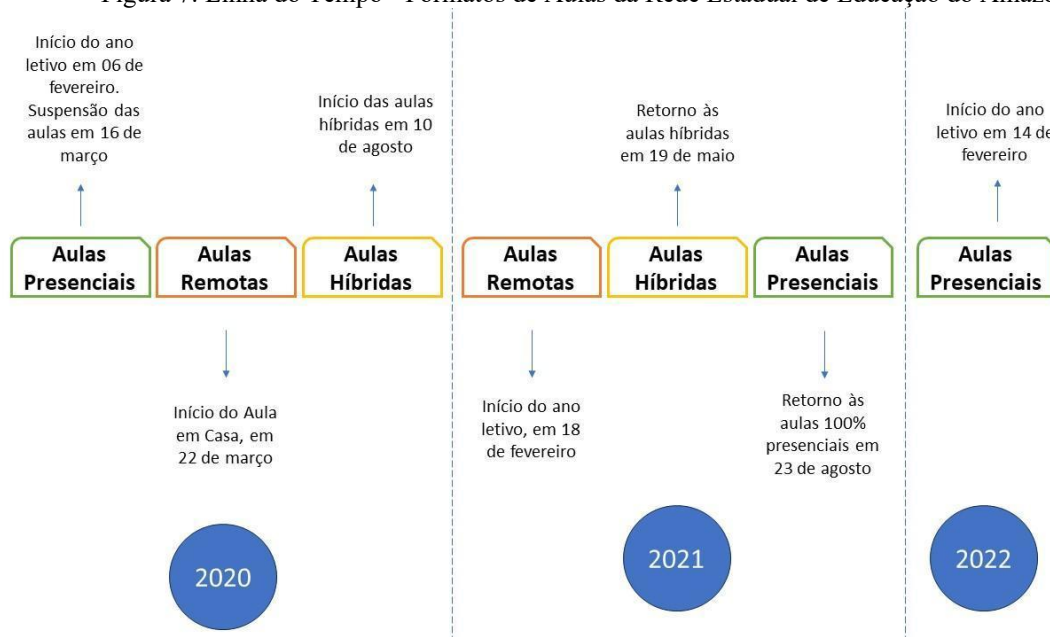 Figura 7: Linha do Tempo - Formatos de Aulas da Rede Estadual de Educação do
Início do ano
letivo em 06 de
fevereiro.
Suspensão das
aulas em 16 de
março
Início das aulas
híbridas em 10
de agosto
Retorno às
aulas híbridas
em 19 de maio
Início do ano
letivo em 14 de
fevereiro
Aulas
Presenciais
Aulas
Remotas
Aulas
Híbridas
Aulas
Remotas
Aulas
Híbridas
Aulas
Presenciais
Aulas
Presenciais
Início do Aula
em Casa, em
22 de março
Início do ano
letivo, em 18
de fevereiro
Retorno às
aulas 100%
presenciais em
23 de agosto
2020
2021
2022